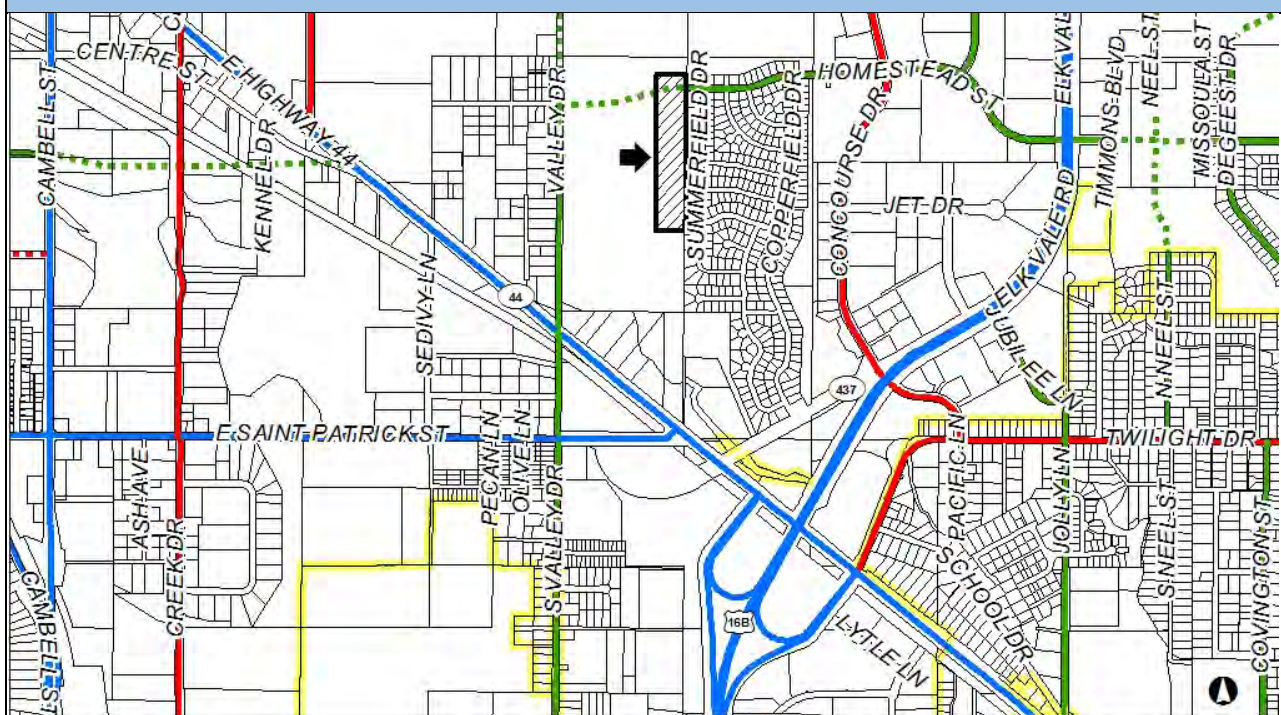 CENTRE ST
E HIGHWAY 44
CAMBELL ST
KENNEL DR
VALLEY DR
SUMMERFIELD DR
COPPERFIELD DR
HOMESTEAD ST
CONCOURSE DR
ELK VAL
TIMMONS BLVD
NEEL ST
MISSOULA ST
DEGEEST DR
JET DR
ELK VALE RD
SEDIVY LN
44
JUBILEE LN
N NEEL ST
437
E SAINT PATRICK ST
PECAN LN
OLIVE LN
ASH AVE
CREEK DR
S VALLEY DR
PACIFIC LN
TWILIGHT DR
JOLLY LN
S NEEL ST
SCHOOL DR
COVINGTON ST
CAMBELL ST
16B
LYTLE LN